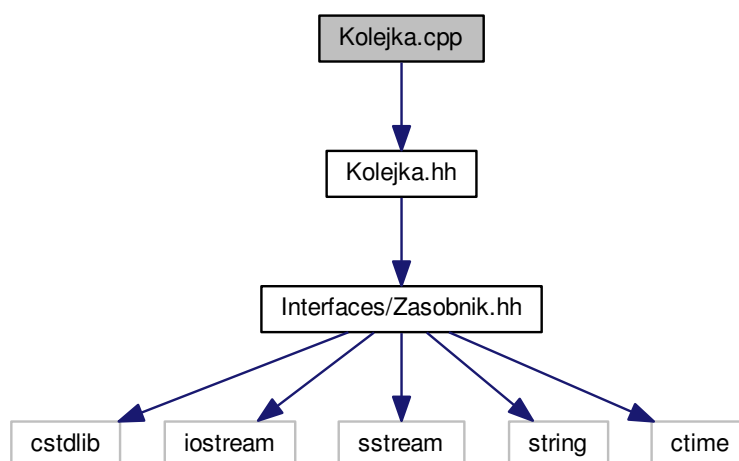 Kolejka.cpp
Kolejka.hh
Interfaces/Zasobnik.hh
cstdlib
iostream
sstream
string
ctime